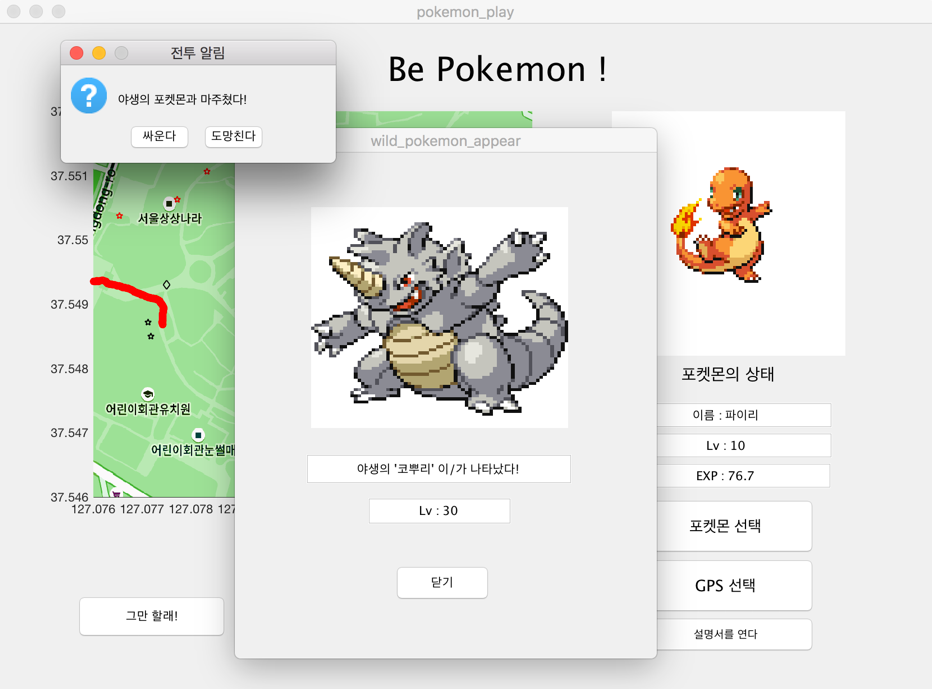 pokemon_play
전투 알림
야생의 포켓몬과 마주쳤다!
싸운다
도망친다
Be Pokemon !
wild_pokemon_appear
37.551
37.55
37.549
37.548
37.547
37.546
127.076 127.077 127.078
서울상상나라
어린이회관유치원
어린이회관눈썰매
야생의 '코뿌리' 이/가 나타났다!
Lv : 30
닫기
그만 할래!
포켓몬의 상태
이름 : 파이리
Lv : 10
EXP : 76.7
포켓몬 선택
GPS 선택
설명서를 연다